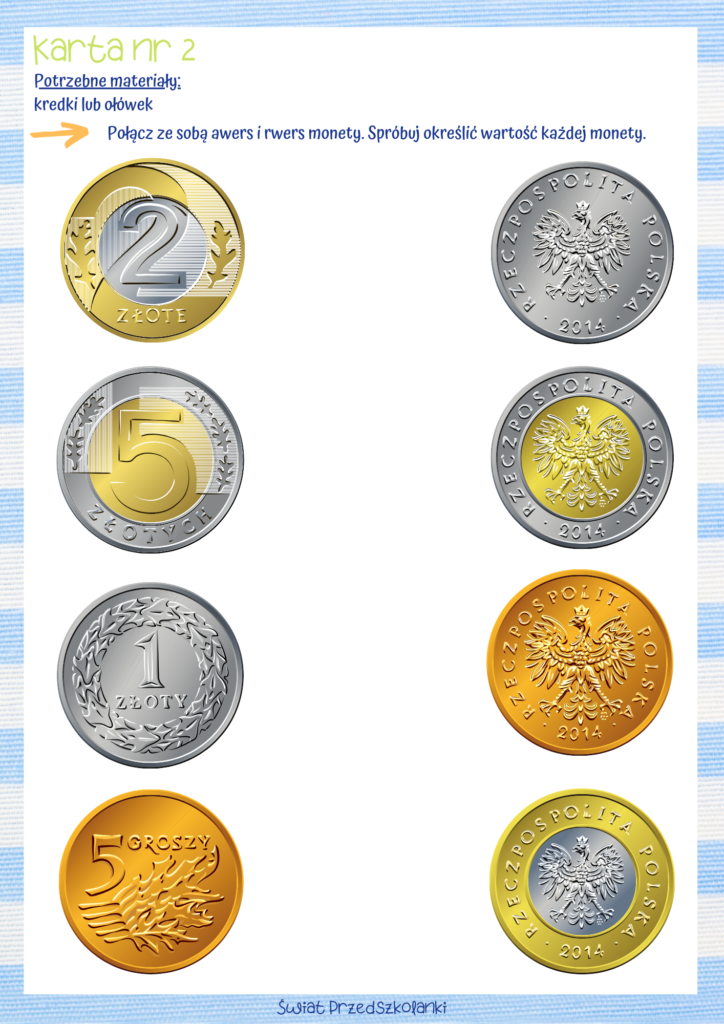 Karta nr 2
Potrzebne materiały:
kredki lub ołówek
Połącz ze sobą awers i rwers monety. Spróbuj określić wartość każdej monety.
2
ZŁOTE
RZECZPOSPOLITA POLSKA
· 2014 ·
5
ZŁOTYCH
RZECZPOSPOLITA POLSKA
· 2014 ·
1
ZŁOTY
RZECZPOSPOLITA POLSKA
· 2014 ·
5 GROSZY
RZECZPOSPOLITA POLSKA
· 2014 ·
Świat Przedszkolanki